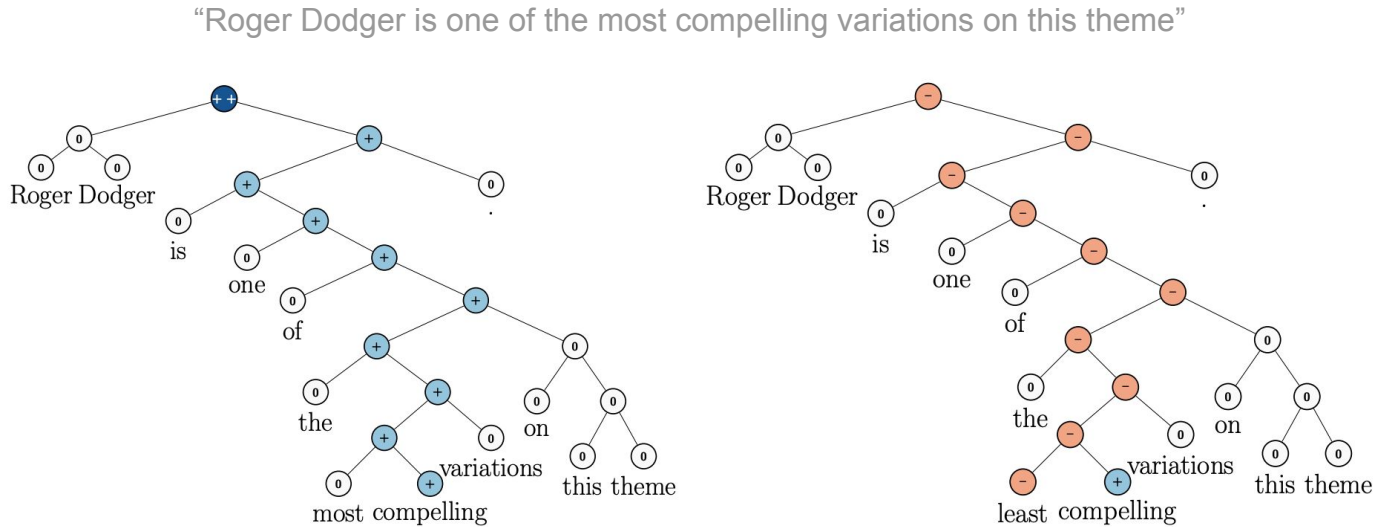 “Roger Dodger is one of the most compelling variations on this theme”
++ −
0 + 0 −
0 0 0 0
Roger Dodger Roger Dodger
+ 0 − 0
. .
0 + 0 −
is is
0 + 0 −
one one
0 + 0 −
of of
+ 0 − 0
0 + 0 −
the the
0 0 0 0
on on
+ 0 − 0
variations variations
0 0 0 0
this theme this theme
0 + − +
most compelling least compelling